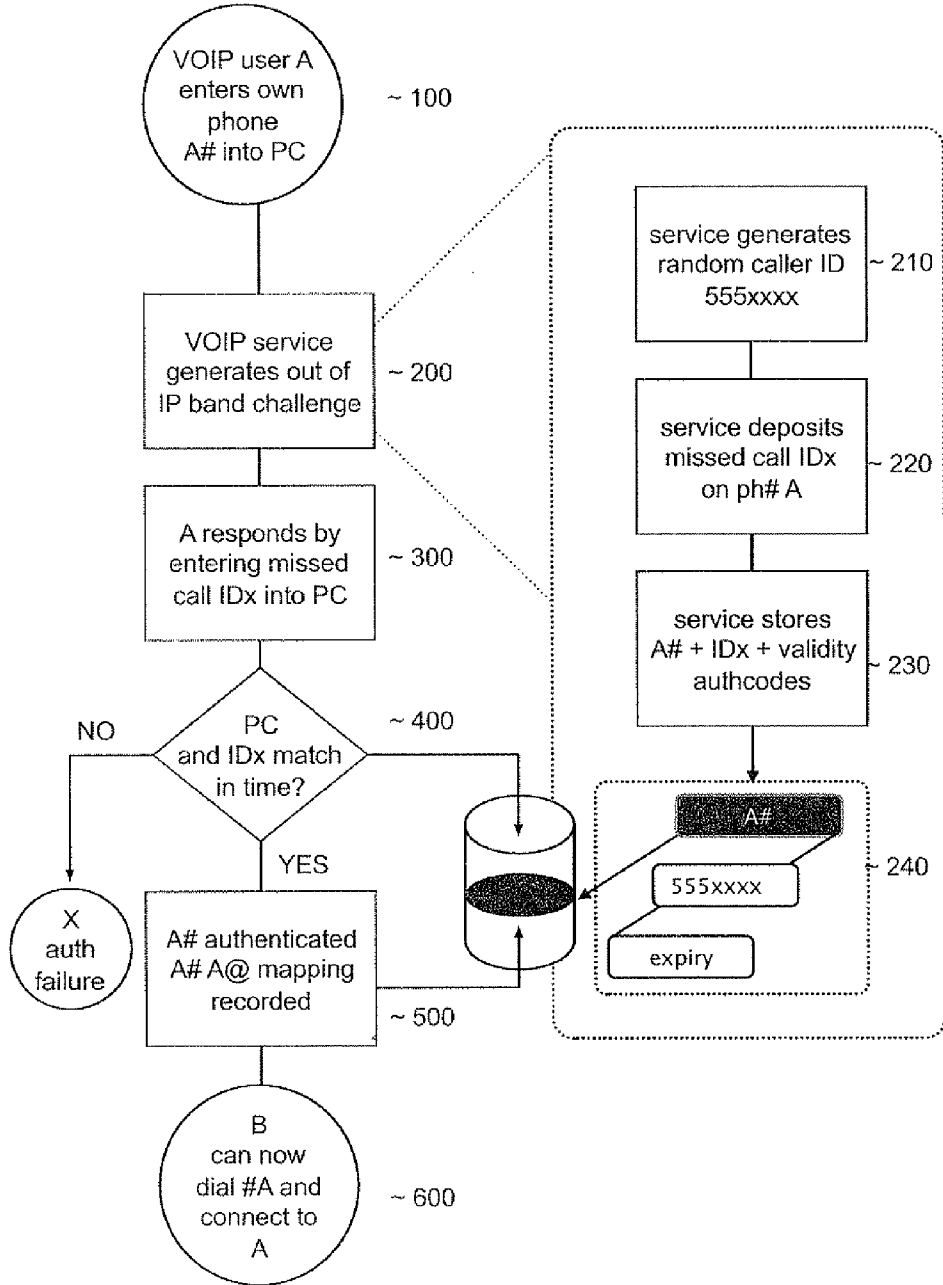 VOIP user A
enters own
phone
A# into PC
~ 100
VOIP service
generates out of
IP band challenge
~ 200
A responds by
entering missed
call IDx into PC
~ 300
PC
and IDx match
in time?
~ 400
NO
YES
X
auth
failure
A# authenticated
A# A@ mapping
recorded
~ 500
B
can now
dial #A and
connect to
A
~ 600
service generates
random caller ID
555xxxx
~ 210
service deposits
missed call IDx
on ph# A
~ 220
service stores
A# + IDx + validity
authcodes
~ 230
A#
555xxxx
expiry
~ 240